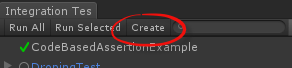 Integration Tes
Run All Run Selected Create
CodeBasedAssertionExample
DropingTest